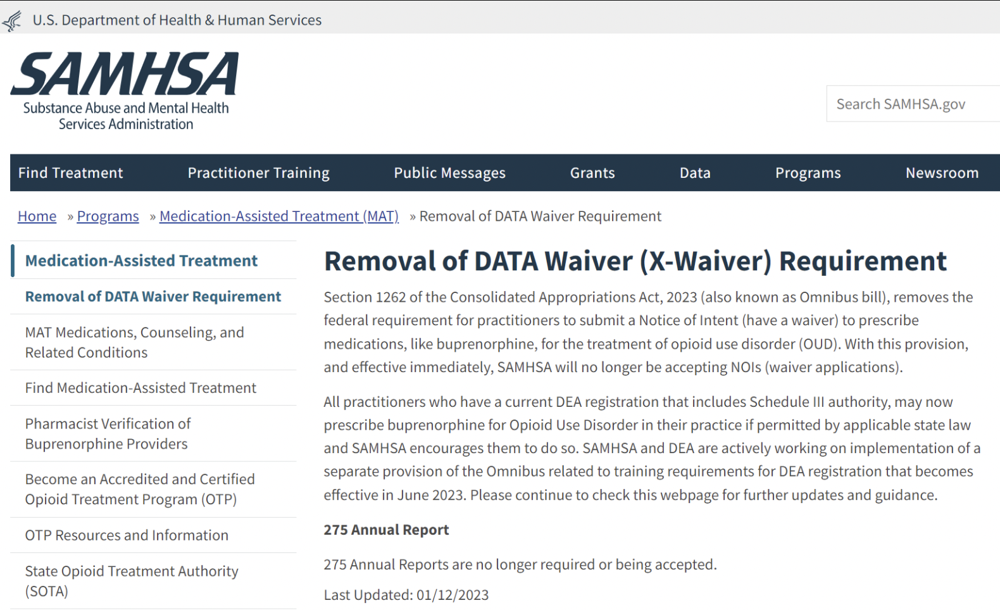 U.S. Department of Health & Human Services
SAMHSA
Substance Abuse and Mental Health
Services Administration
Search SAMHSA.gov
Find Treatment Practitioner Training Public Messages Grants Data Programs Newsroom
Home » Programs » Medication-Assisted Treatment (MAT) » Removal of DATA Waiver Requirement
Medication-Assisted Treatment
Removal of DATA Waiver Requirement
MAT Medications, Counseling, and
Related Conditions
Find Medication-Assisted Treatment
Pharmacist Verification of
Buprenorphine Providers
Become an Accredited and Certified
Opioid Treatment Program (OTP)
OTP Resources and Information
State Opioid Treatment Authority
(SOTA)
Removal of DATA Waiver (X-Waiver) Requirement
Section 1262 of the Consolidated Appropriations Act, 2023 (also known as Omnibus bill), removes the
federal requirement for practitioners to submit a Notice of Intent (have a waiver) to prescribe
medications, like buprenorphine, for the treatment of opioid use disorder (OUD). With this provision,
and effective immediately, SAMHSA will no longer be accepting NOIs (waiver applications).
All practitioners who have a current DEA registration that includes Schedule III authority, may now
prescribe buprenorphine for Opioid Use Disorder in their practice if permitted by applicable state law
and SAMHSA encourages them to do so. SAMHSA and DEA are actively working on implementation of a
separate provision of the Omnibus related to training requirements for DEA registration that becomes
effective in June 2023. Please continue to check this webpage for further updates and guidance.
275 Annual Report
275 Annual Reports are no longer required or being accepted.
Last Updated: 01/12/2023